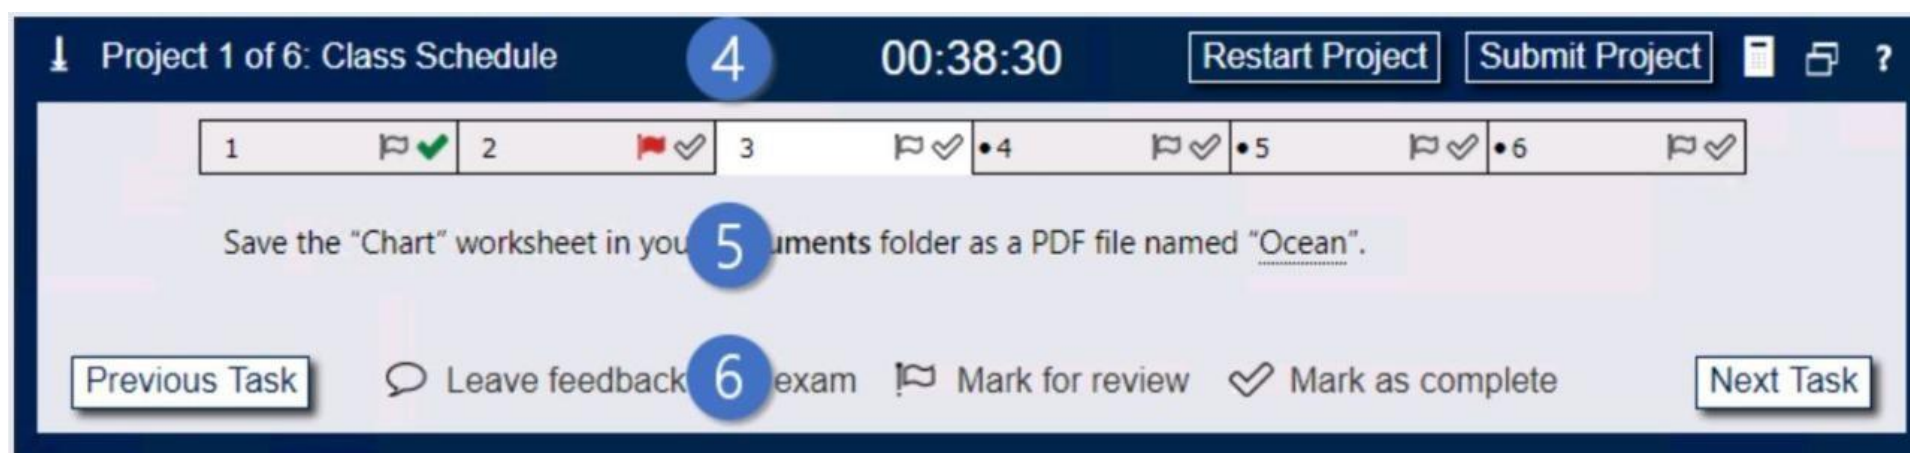 Project 1 of 6: Class Schedule 4 00:38:30 Restart Project Submit Project ?
1 2 3 •4 •5 •6
Save the “Chart” worksheet in you 5 uments folder as a PDF file named “Ocean”.
Previous Task Leave feedback 6 exam Mark for review Mark as complete Next Task